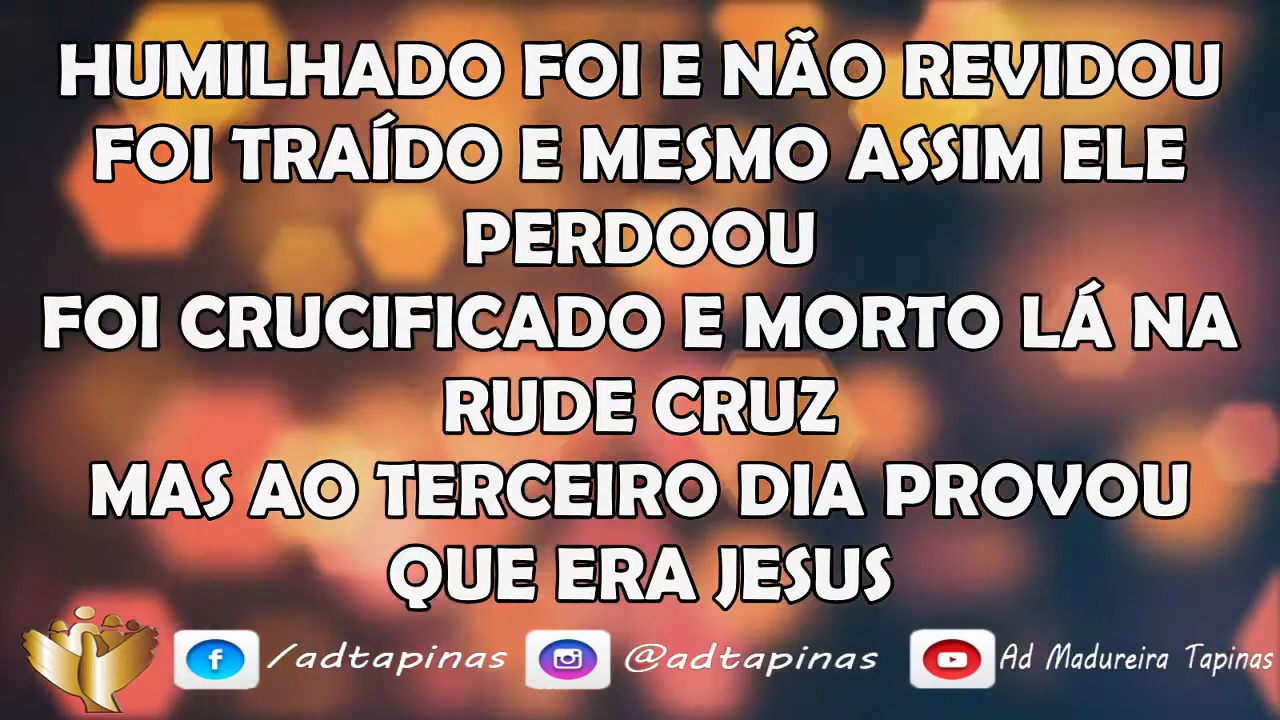 HUMILHADO FOI E NÃO REVIDOU
FOI TRAÍDO E MESMO ASSIM ELE
PERDOOU
FOI CRUCIFICADO E MORTO LÁ NA
RUDE CRUZ
MAS AO TERCEIRO DIA PROVOU
QUE ERA JESUS
/adtapinas @adtapinas Ad Madureira Tapinas